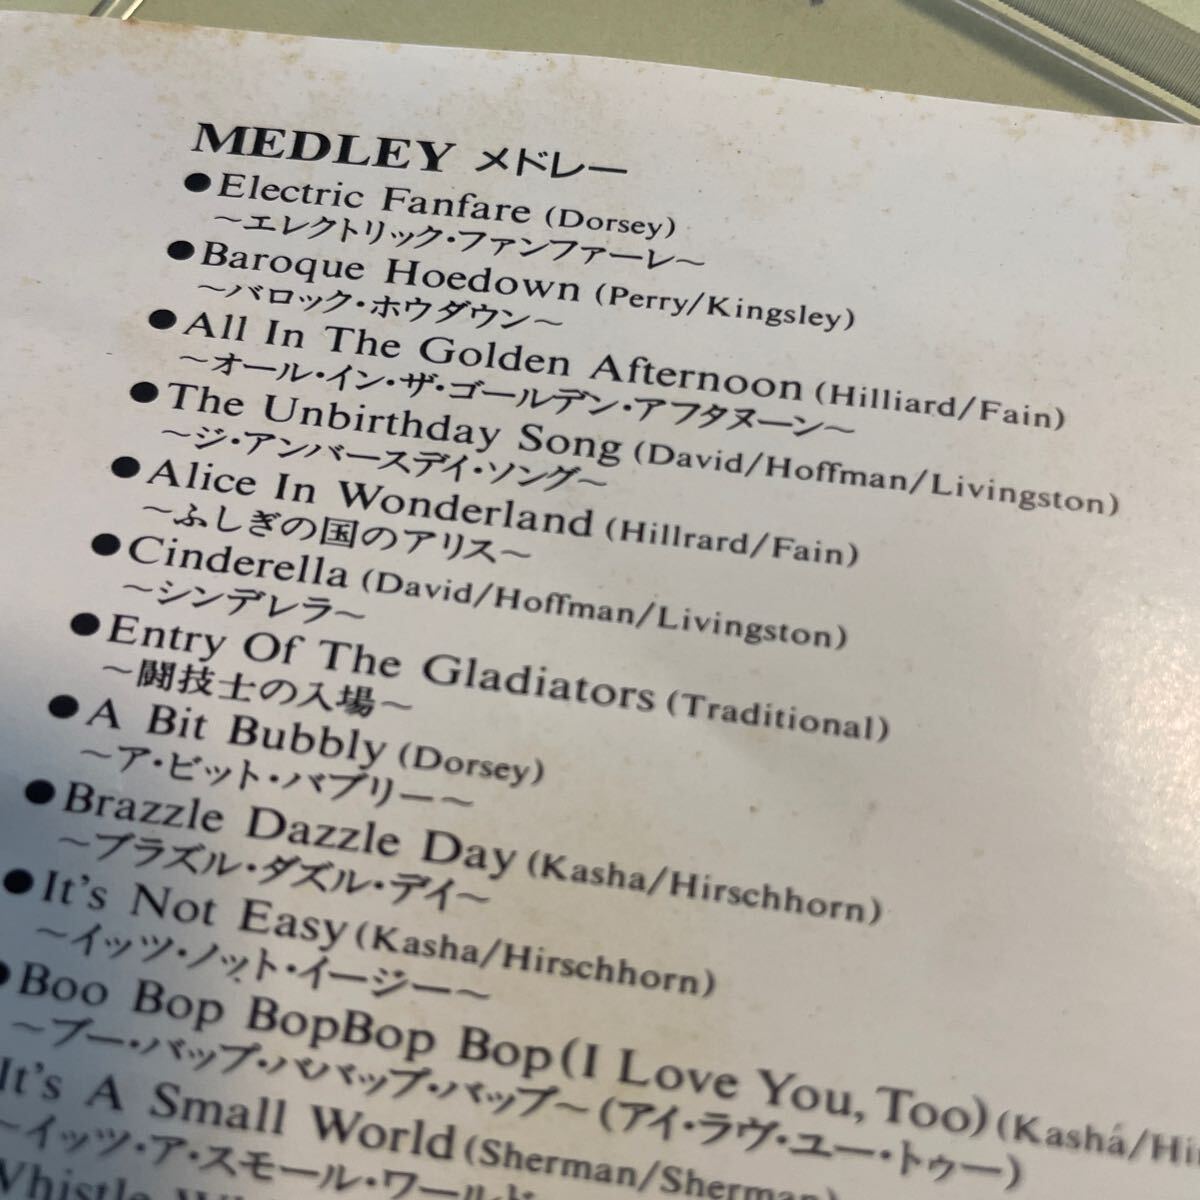 MEDLEY メドレー
●Electric Fanfare (Dorsey)
～エレクトリック・ファンファーレ～
●Baroque Hoedown (Perry/Kingsley)
～バロック・ホウダウン～
●All In The Golden Afternoon (Hilliard/Fain)
～オール・イン・ザ・ゴールデン・アフタヌーン～
●The Unbirthday Song (David/Hoffman/Livingston)
～ジ・アンバースデイ・ソング～
●Alice In Wonderland (Hillrard/Fain)
～ふしぎの国のアリス～
●Cinderella (David/Hoffman/Livingston)
～シンデレラ～
●Entry Of The Gladiators (Traditional)
～闘技士の入場～
●A Bit Bubbly (Dorsey)
～ア・ビット・バブリー～
●Brazzle Dazzle Day (Kasha/Hirschhorn)
～ブラズル・ダズル・デイ～
●It's Not Easy (Kasha/Hirschhorn)
～イッツ・ノット・イージー～
●Boo Bop BopBop Bop (I Love You, Too) (Kasha/Hi
～ブー・バップ・ババップ・バップ～(アイ・ラヴ・ユー・トゥー)
It's A Small World (Sherman/Sherman)
～イッツ・ア・スモール・ワールド
Whistle